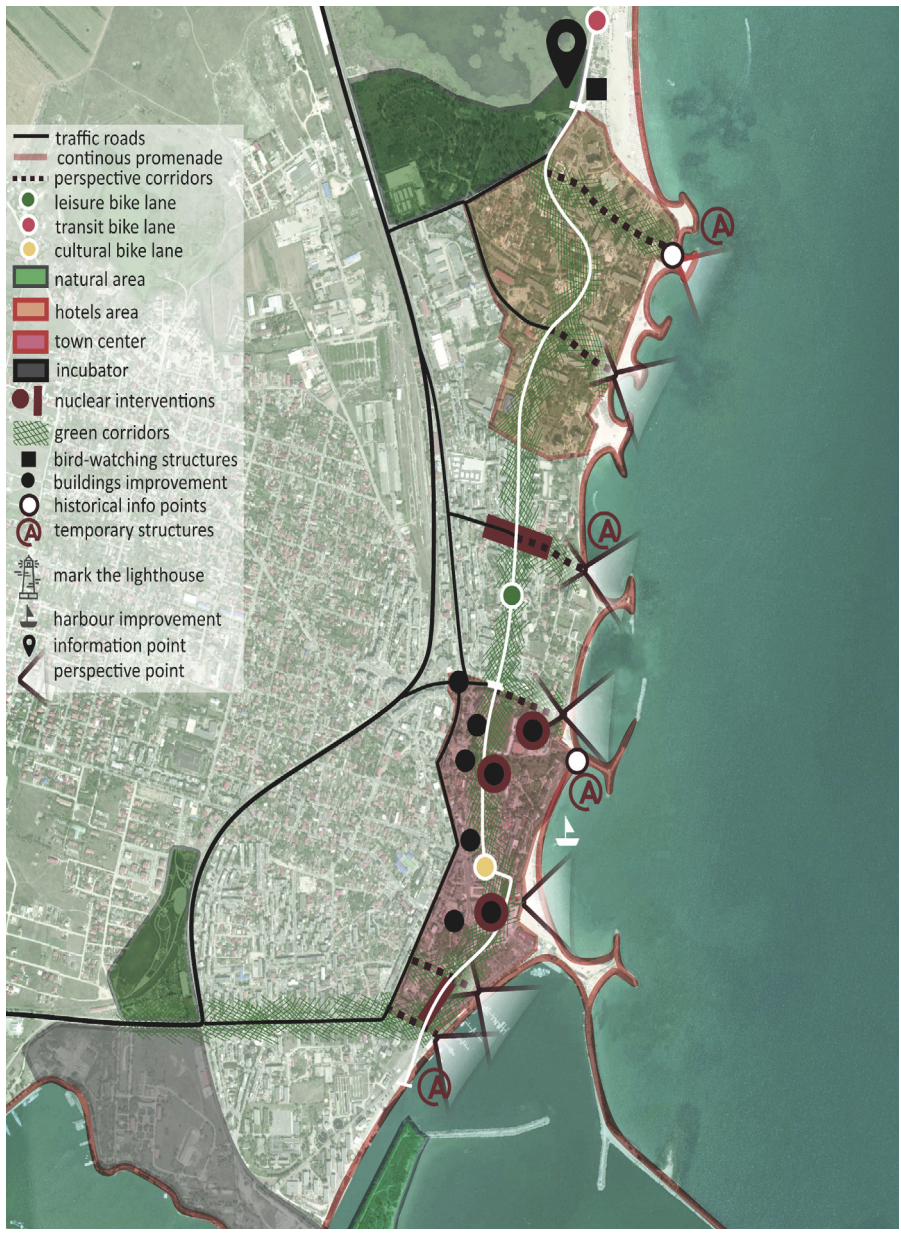 traffic roads
continous promenade
perspective corridors
leisure bike lane
transit bike lane
cultural bike lane
natural area
hotels area
town center
incubator
nuclear interventions
green corridors
bird-watching structures
buildings improvement
historical info points
A temporary structures
mark the lighthouse
harbour improvement
information point
perspective point
A
A
A
A